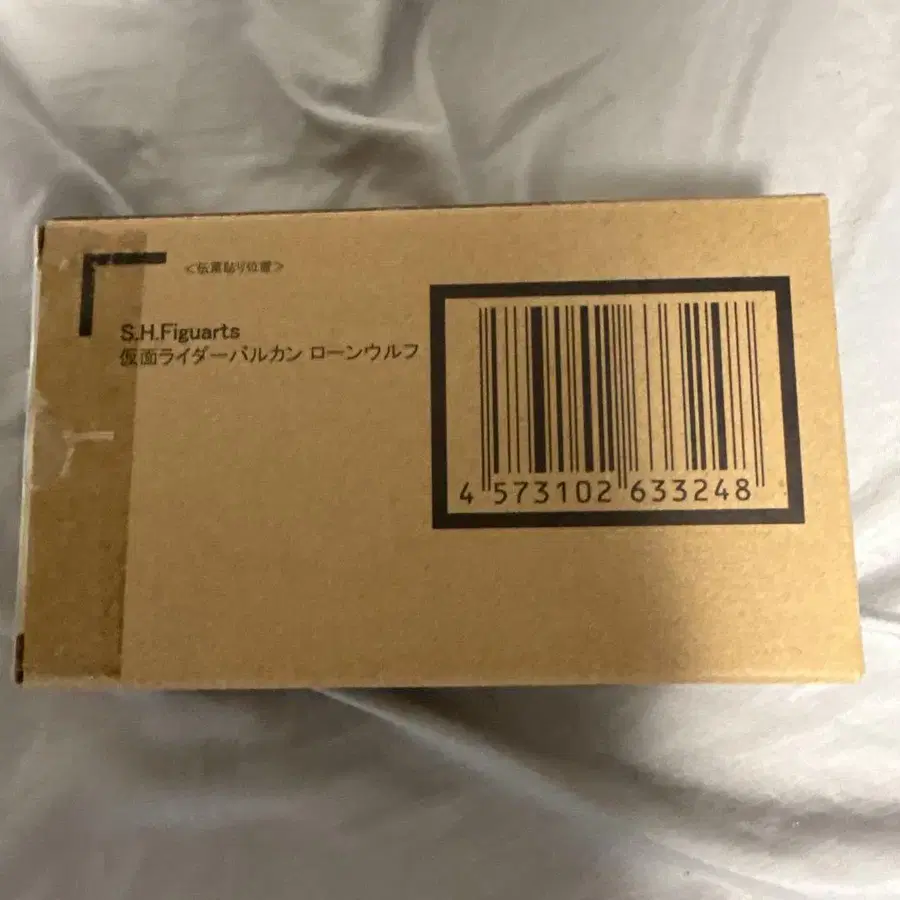 <伝票貼り位置>
S.H.Figuarts
仮面ライダーバルカン ローンウルフ
4 573102 633248